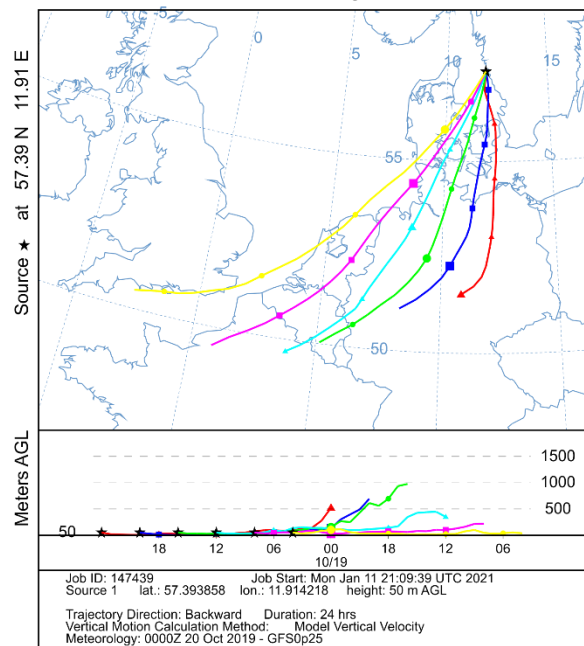 -5
0
5
10
15
55
50
Source ★ at 57.39 N 11.91 E
Meters AGL
1500
1000
500
50
18 12 06 00 18 12 06
10/19
Job ID: 147439 Job Start: Mon Jan 11 21:09:39 UTC 2021
Source 1 lat.: 57.393858 lon.: 11.914218 height: 50 m AGL
Trajectory Direction: Backward Duration: 24 hrs
Vertical Motion Calculation Method: Model Vertical Velocity
Meteorology: 0000Z 20 Oct 2019 - GFS0p25